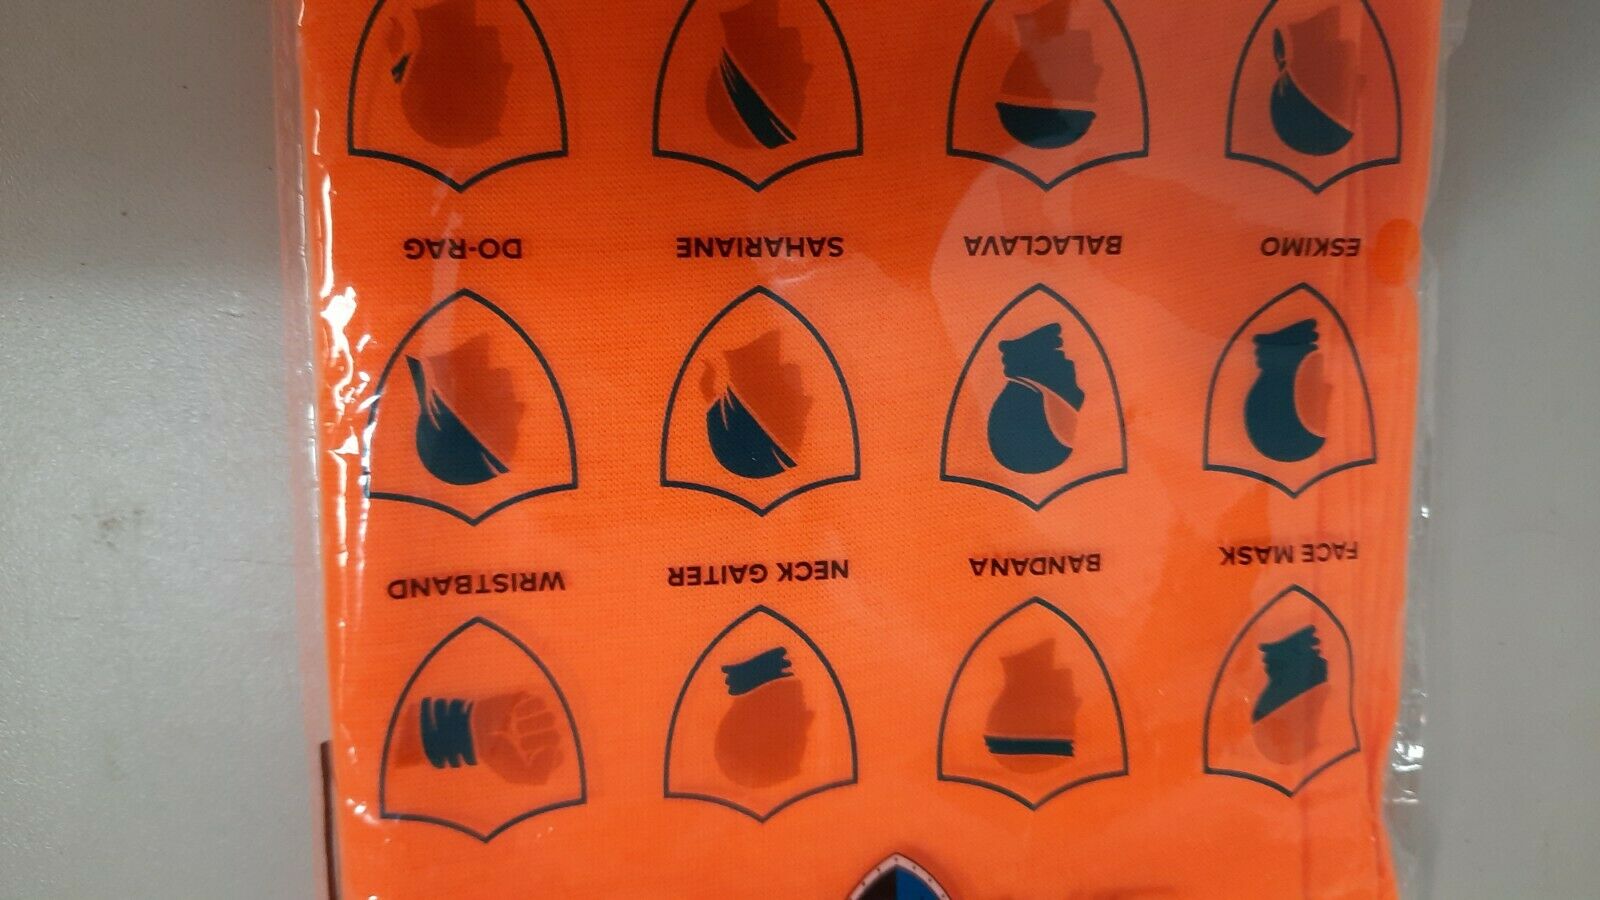 FACE MASK
BANDANA
NECK GAITER
WRISTBAND
ESKIMO
BALACLAVA
SAHARIANE
DO-RAG